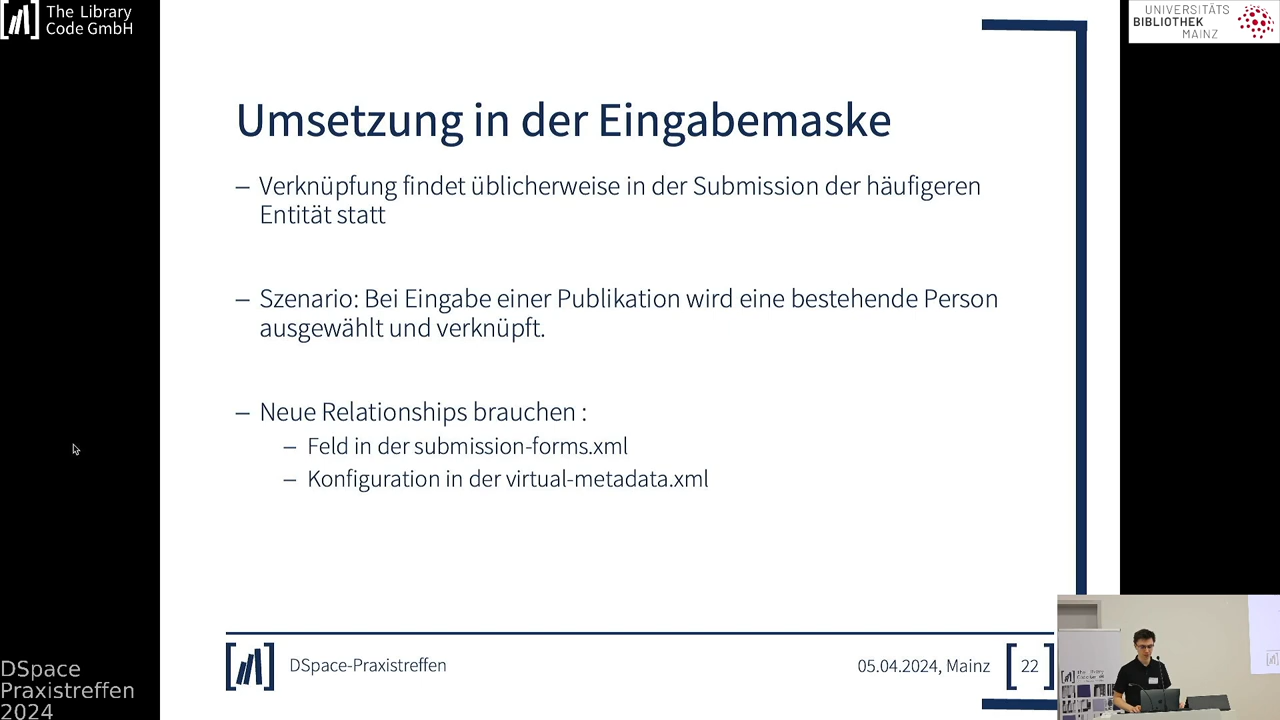 The Library
Code GmbH
UNIVERSITÄTS
BIBLIOTHEK
MAINZ
Umsetzung in der Eingabemaske
– Verknüpfung findet üblicherweise in der Submission der häufigeren
Entität statt
– Szenario: Bei Eingabe einer Publikation wird eine bestehende Person
ausgewählt und verknüpft.
– Neue Relationships brauchen :
– Feld in der submission-forms.xml
– Konfiguration in der virtual-metadata.xml
DSpace-Praxistreffen
05.04.2024, Mainz
22
DSpace
Praxistreffen
2024